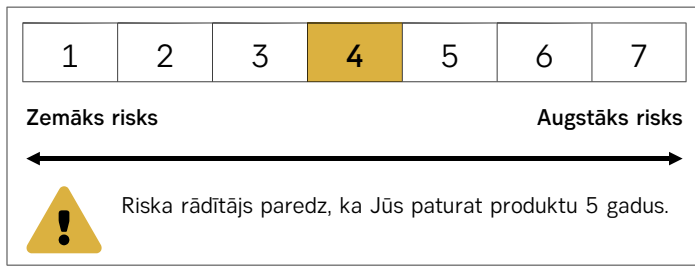 1 2 3 4 5 6 7
Zemāks risks Augstāks risks
Riska rādītājs paredz, ka Jūs paturat produktu 5 gadus.